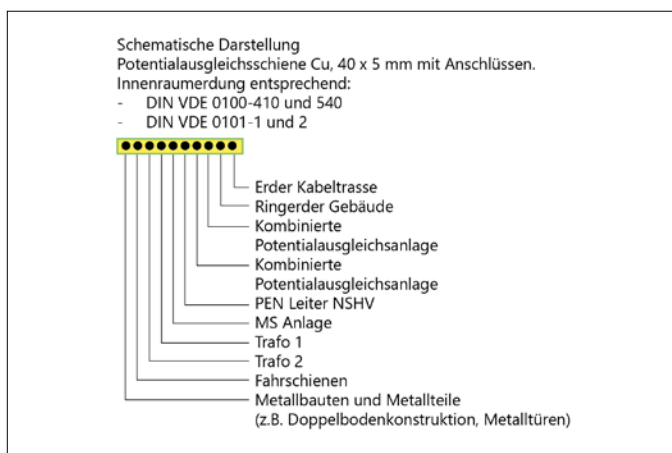 Schematische Darstellung
Potentialausgleichsschiene Cu, 40 x 5 mm mit Anschlüssen.
Innenraumerdung entsprechend:
- DIN VDE 0100-410 und 540
- DIN VDE 0101-1 und 2
Erder Kabeltrasse
Ringerder Gebäude
Kombinierte
Potentialausgleichsanlage
Kombinierte
Potentialausgleichsanlage
PEN Leiter NSHV
MS Anlage
Trafo 1
Trafo 2
Fahrschienen
Metallbauten und Metallteile
(z.B. Doppelbodenkonstruktion, Metalltüren)